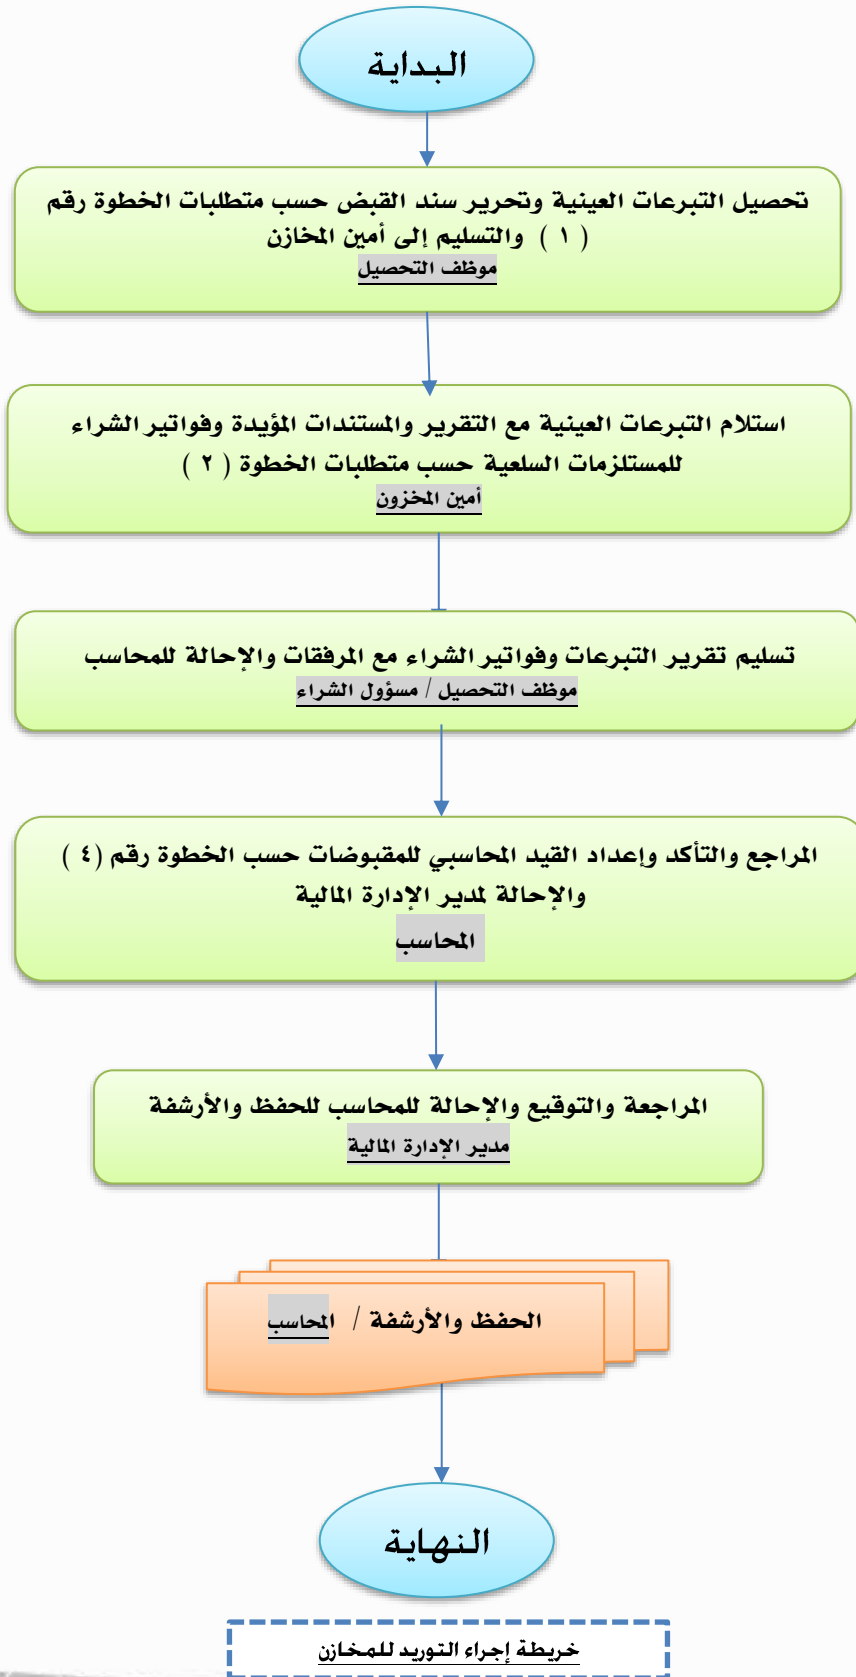 البداية
تحصيل التبرعات العينية وتحرير سند القبض حسب متطلبات الخطوة رقم
( ١ ) والتسليم إلى أمين المخازن
موظف التحصيل
استلام التبرعات العينية مع التقرير والمستندات المؤيدة وفواتير الشراء
للمستلزمات السلعية حسب متطلبات الخطوة ( ٢ )
أمين المخزون
تسليم تقرير التبرعات وفواتير الشراء مع المرفقات والإحالة للمحاسب
موظف التحصيل / مسؤول الشراء
المراجع والتأكد وإعداد القيد المحاسبي للمقبوضات حسب الخطوة رقم (٤ )
والإحالة لمدير الإدارة المالية
المحاسب
المراجعة والتوقيع والإحالة للمحاسب للحفظ والأرشفة
مدير الإدارة المالية
الحفظ والأرشفة / المحاسب
النهاية
خريطة إجراء التوريد للمخازن